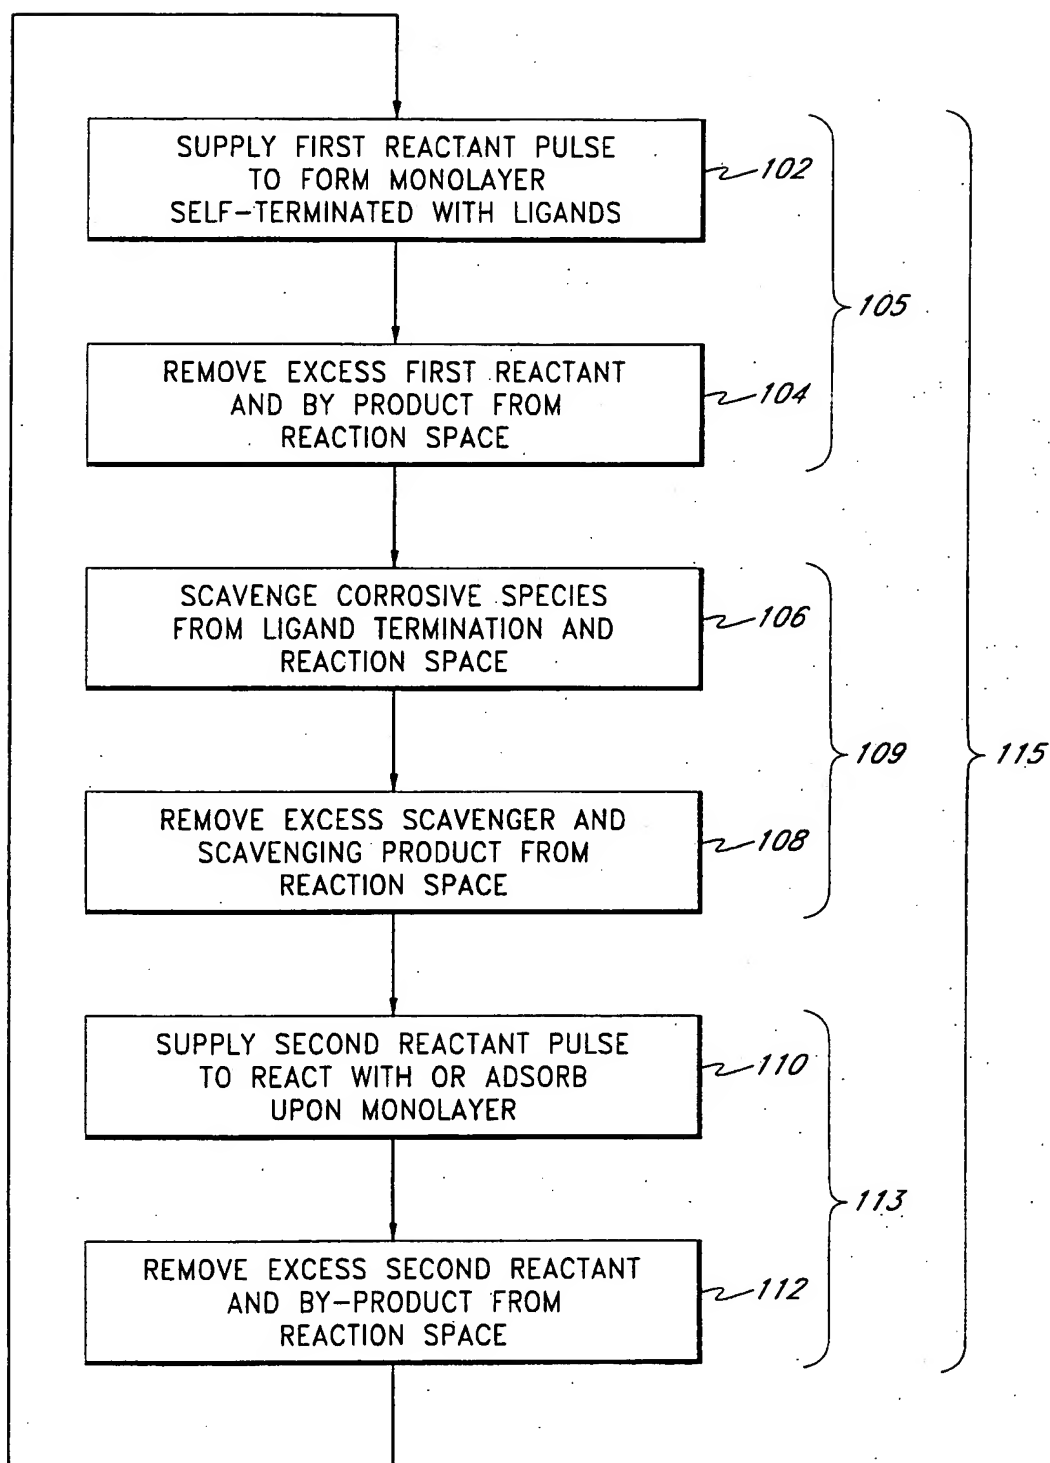 SUPPLY FIRST REACTANT PULSE
TO FORM MONOLAYER
SELF-TERMINATED WITH LIGANDS
102
105
REMOVE EXCESS FIRST REACTANT
AND BY PRODUCT FROM
REACTION SPACE
104
SCAVENGE CORROSIVE SPECIES
FROM LIGAND TERMINATION AND
REACTION SPACE
106
109
115
REMOVE EXCESS SCAVENGER AND
SCAVENGING PRODUCT FROM
REACTION SPACE
108
SUPPLY SECOND REACTANT PULSE
TO REACT WITH OR ADSORB
UPON MONOLAYER
110
113
REMOVE EXCESS SECOND REACTANT
AND BY-PRODUCT FROM
REACTION SPACE
112